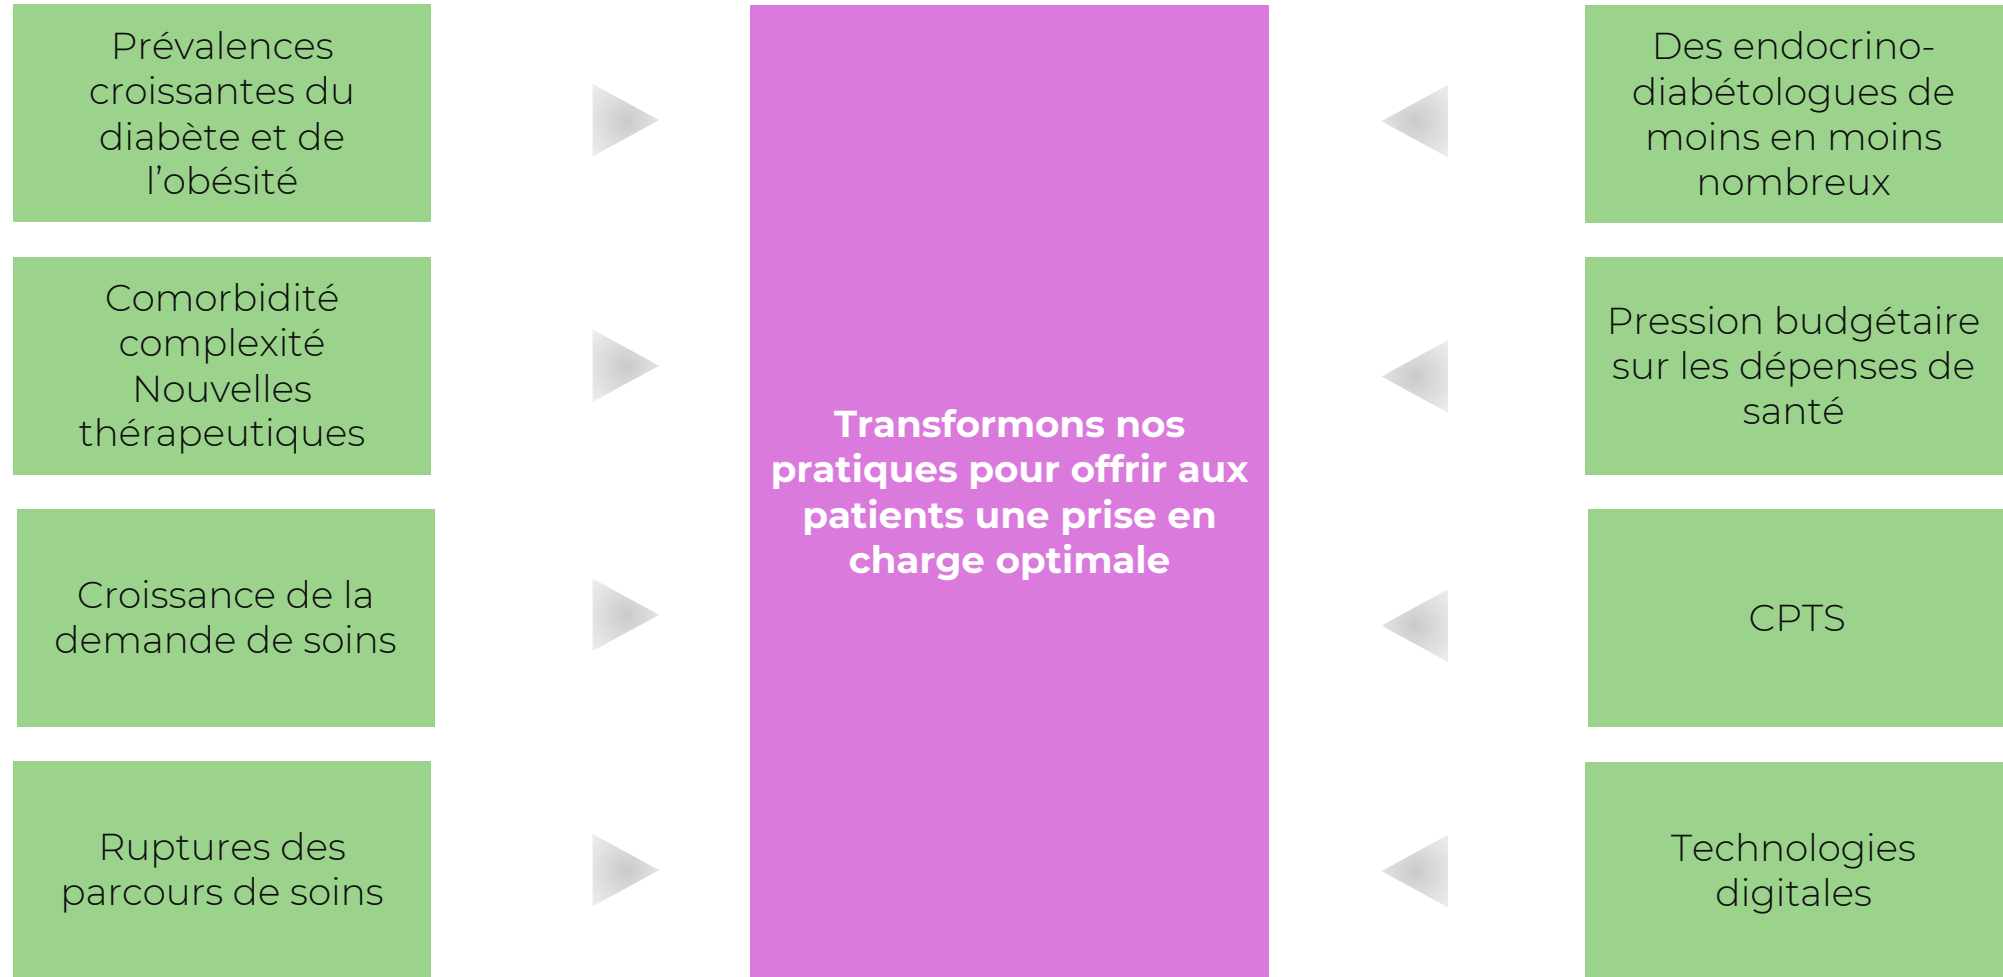 Prévalences
croissantes du
diabète et de
l’obésité
Comorbidité
complexité
Nouvelles
thérapeutiques
Croissance de la
demande de soins
Ruptures des
parcours de soins
Transformons nos
pratiques pour offrir aux
patients une prise en
charge optimale
Des endocrino-
diabétologues de
moins en moins
nombreux
Pression budgétaire
sur les dépenses de
santé
CPTS
Technologies
digitales